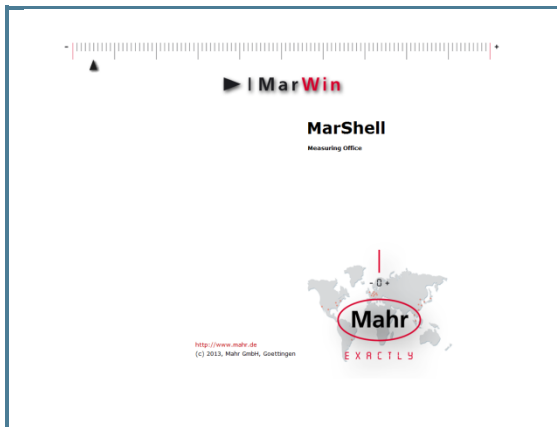 - +
MarWin
MarShell
Measuring Office
- 0 +
Mahr
EXACTLY
http://www.mahr.de
(c) 2013, Mahr GmbH, Goettingen